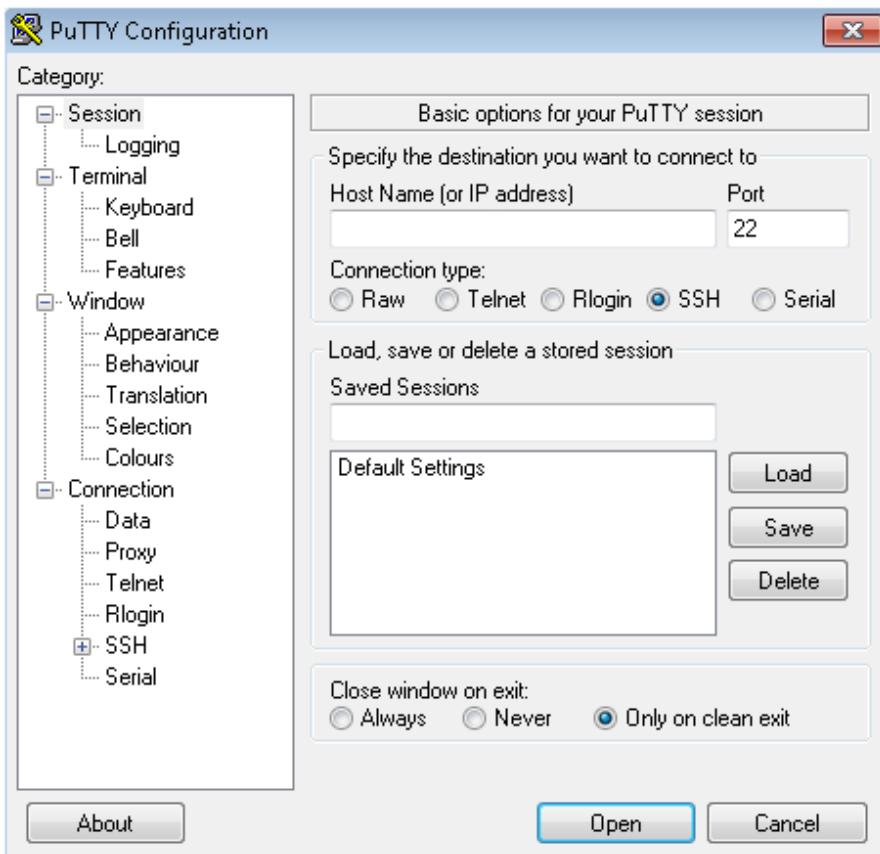 PuTTY Configuration
Category:
Session
Logging
Terminal
Keyboard
Bell
Features
Window
Appearance
Behaviour
Translation
Selection
Colours
Connection
Data
Proxy
Telnet
Rlogin
SSH
Serial
Basic options for your PuTTY session
Specify the destination you want to connect to
Host Name (or IP address) Port
22
Connection type:
Raw Telnet Rlogin SSH Serial
Load, save or delete a stored session
Saved Sessions
Default Settings
Load
Save
Delete
Close window on exit:
Always Never Only on clean exit
About Open Cancel